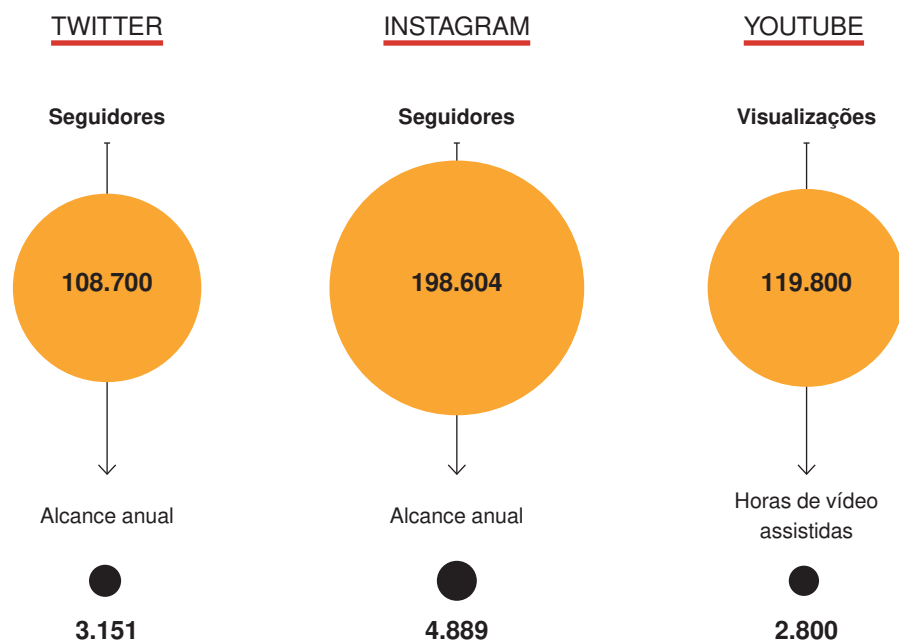 TWITTER
Seguidores
108.700
Alcance anual
3.151
INSTAGRAM
Seguidores
198.604
Alcance anual
4.889
YOUTUBE
Visualizações
119.800
Horas de vídeo
assistidas
2.800